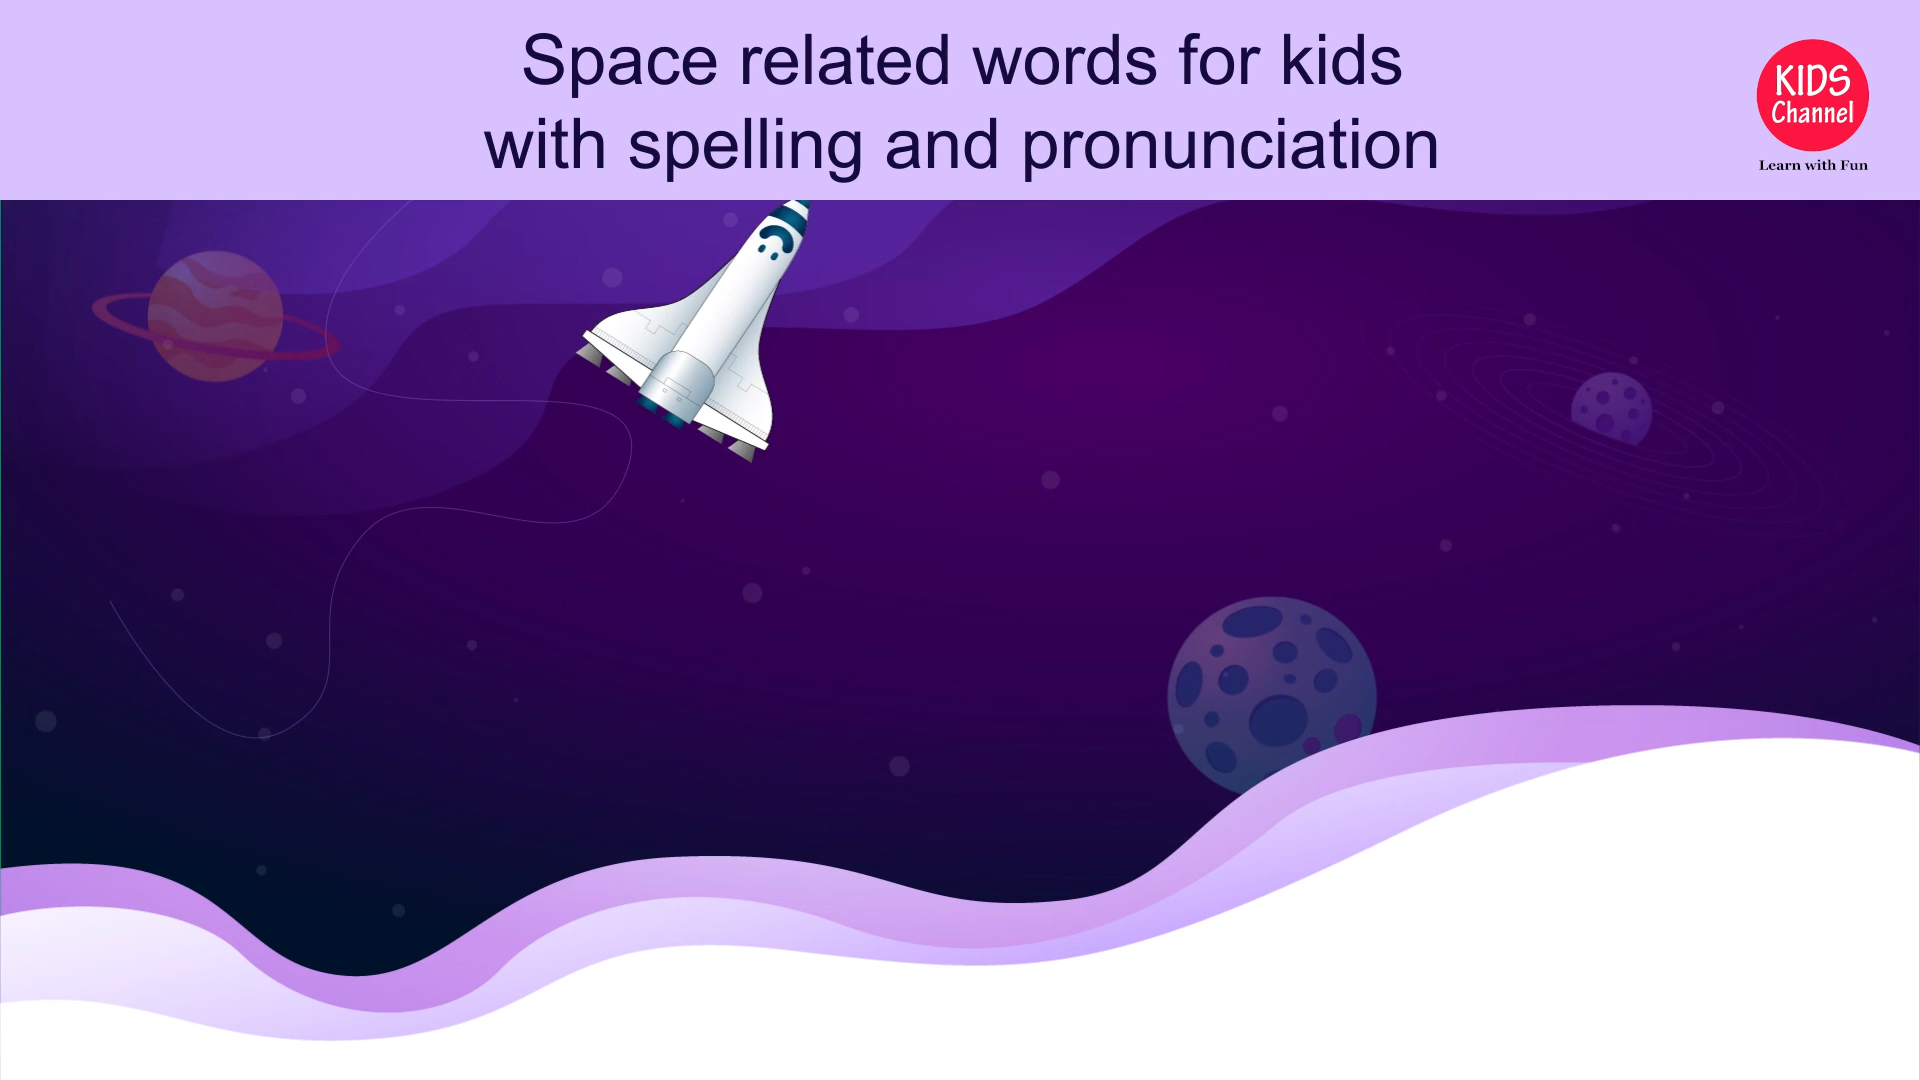 Space related words for kids
with spelling and pronunciation
KIDS
Channel
Learn with Fun